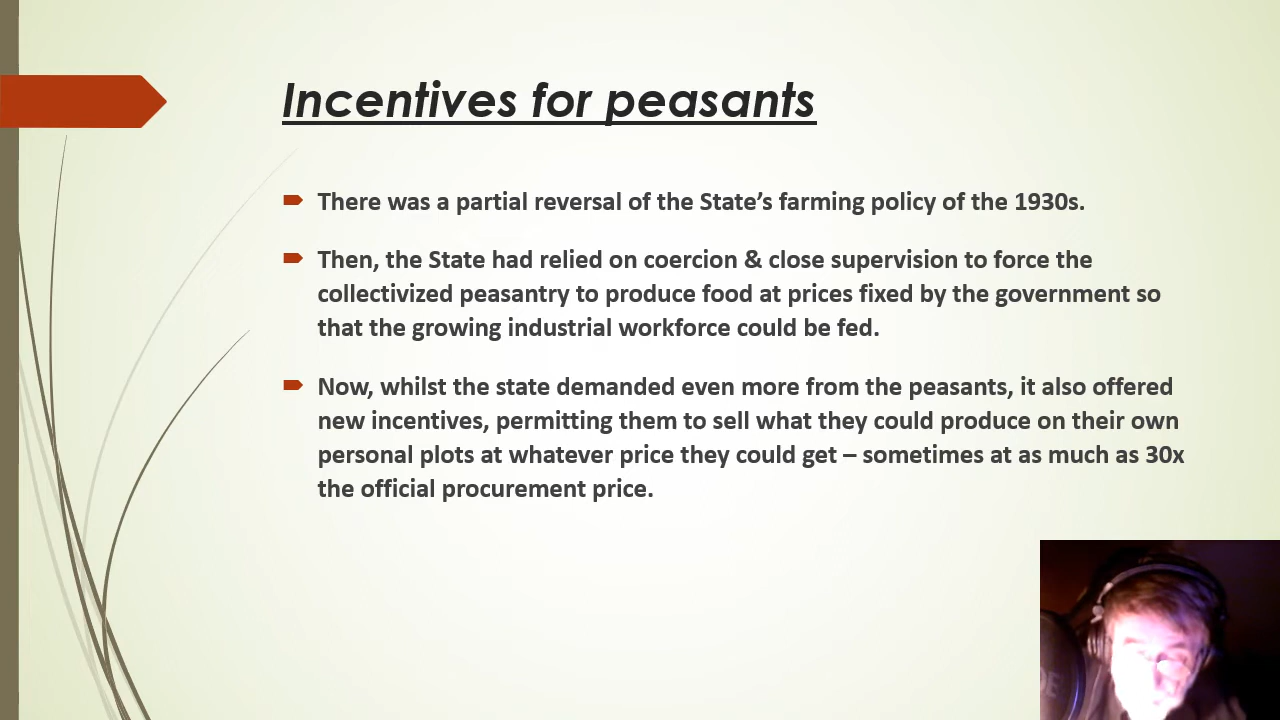 Incentives for peasants
There was a partial reversal of the State’s farming policy of the 1930s.
Then, the State had relied on coercion & close supervision to force the
collectivized peasantry to produce food at prices fixed by the government so
that the growing industrial workforce could be fed.
Now, whilst the state demanded even more from the peasants, it also offered
new incentives, permitting them to sell what they could produce on their own
personal plots at whatever price they could get – sometimes at as much as 30x
the official procurement price.